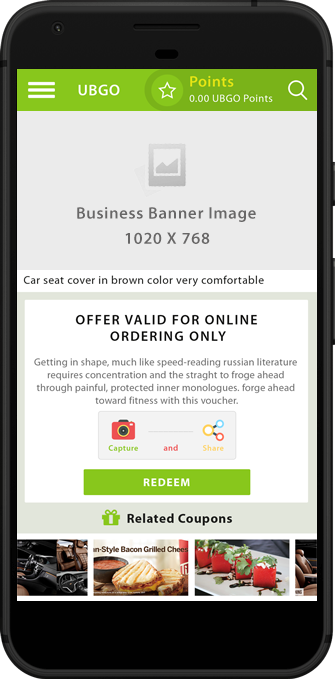 UBGO
Points
0.00 UBGO Points
Business Banner Image
1020 X 768
Car seat cover in brown color very comfortable
OFFER VALID FOR ONLINE
ORDERING ONLY
Getting in shape, much like speed-reading russian literature
requires concentration and the straght to froge ahead
through painful, protected inner monologues. forge ahead
toward fitness with this voucher.
Capture and Share
REDEEM
Related Coupons
an-Style Bacon Grilled Chees